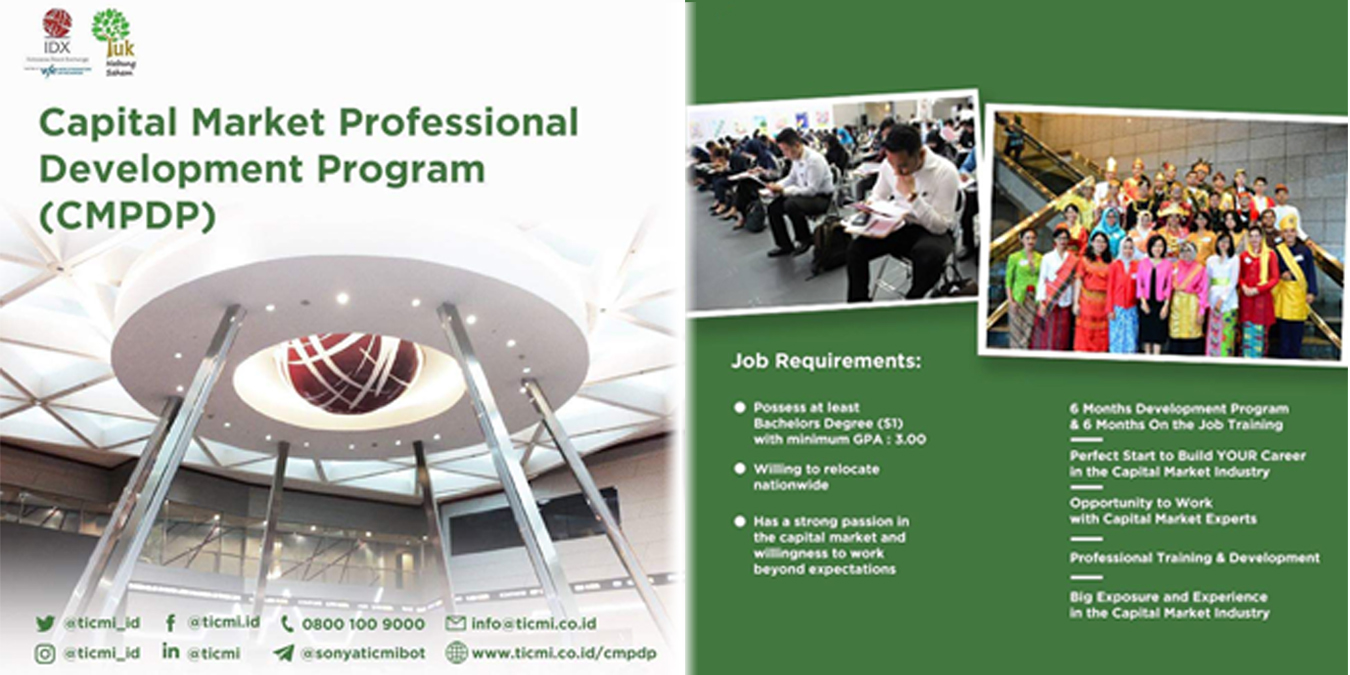 IDX
Indonesia Stock Exchange
Yuk
Nabung
Saham
Capital Market Professional
Development Program
(CMPDP)
@ticmi_id
@ticmi.id
0800 100 9000
info@ticmi.co.id
@ticmi_id
@ticmi
@sonyaticmibot
www.ticmi.co.id/cmpdp
Job Requirements:
Possess at least
Bachelors Degree (S1)
with minimum GPA : 3.00
Willing to relocate
nationwide
Has a strong passion in
the capital market and
willingness to work
beyond expectations
6 Months Development Program
& 6 Months On the Job Training
Perfect Start to Build YOUR Career
in the Capital Market Industry
Opportunity to Work
with Capital Market Experts
Professional Training & Development
Big Exposure and Experience
in the Capital Market Industry